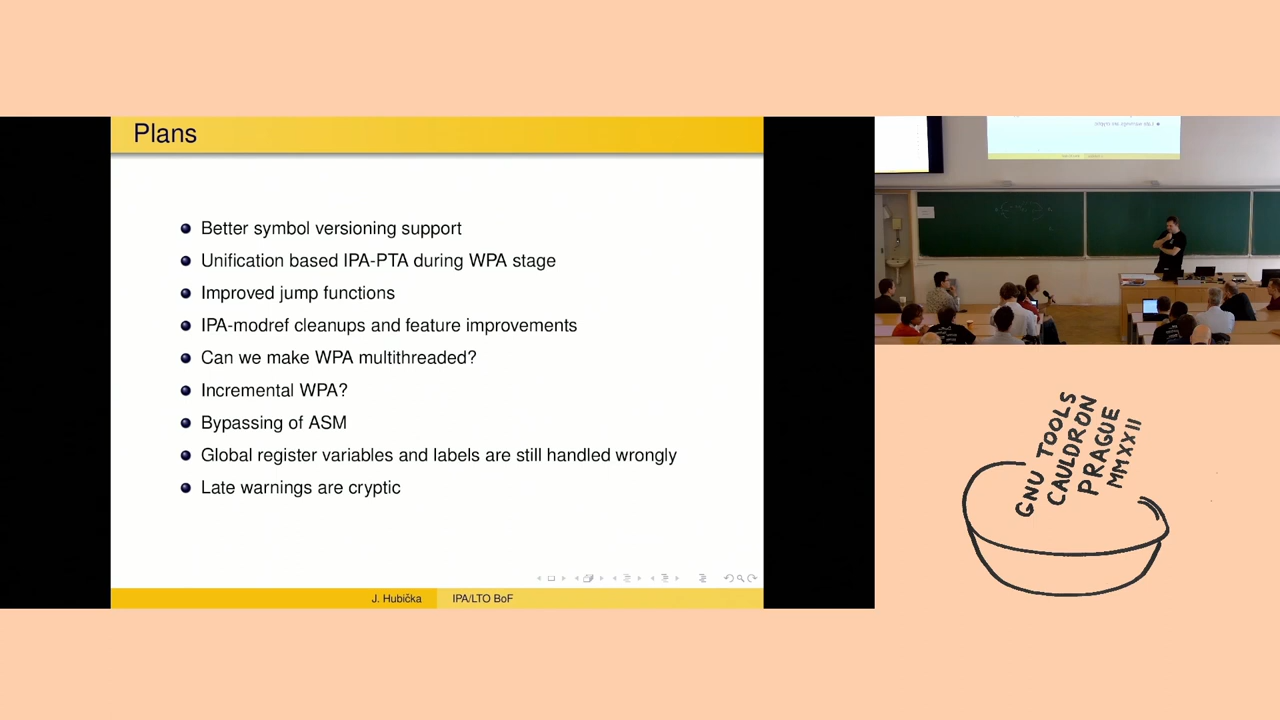 Plans
Better symbol versioning support
Unification based IPA-PTA during WPA stage
Improved jump functions
IPA-modref cleanups and feature improvements
Can we make WPA multithreaded?
Incremental WPA?
Bypassing of ASM
Global register variables and labels are still handled wrongly
Late warnings are cryptic
J. Hubička
IPA/LTO BoF
GNU TOOLS
CAULDRON
PRAGUE
MMXXII